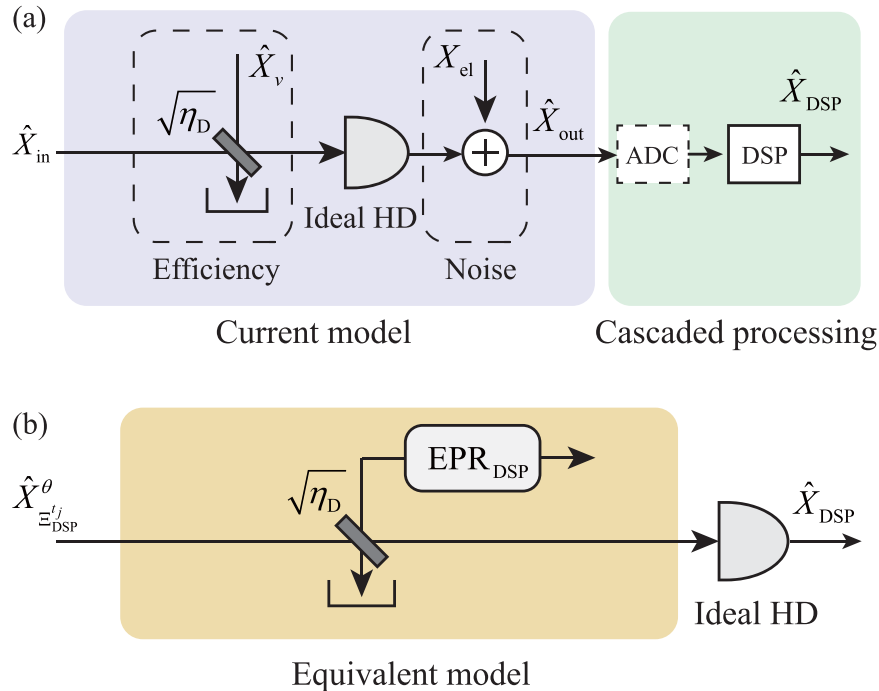 (a)
X̂_v
X_el
X̂_DSP
√η_D
X̂_in
X̂_out
+
ADC
DSP
Ideal HD
Efficiency
Noise
Current model
Cascaded processing
(b)
EPR_DSP
X̂^θ_{Ξ^{t_j}_DSP}
√η_D
X̂_DSP
Ideal HD
Equivalent model